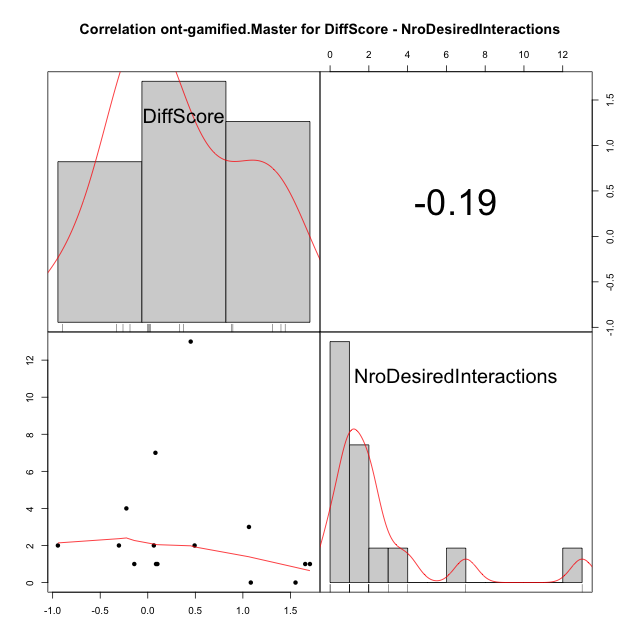 Correlation ont-gamified.Master for DiffScore - NroDesiredInteractions
0 2 4 6 8 10 12
DiffScore
-0.19
1.5
1.0
0.5
0.0
-0.5
-1.0
NroDesiredInteractions
12
10
8
6
4
2
0
-1.0 -0.5 0.0 0.5 1.0 1.5